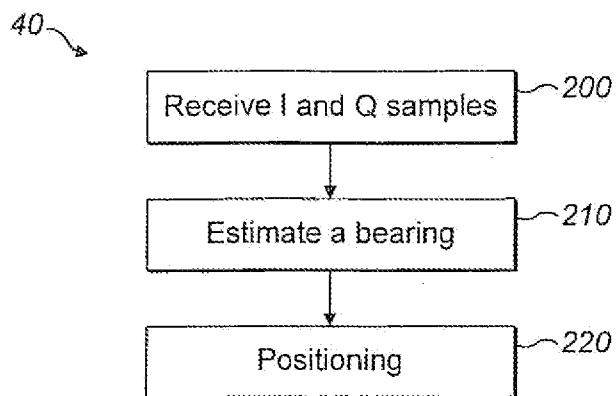 40
Receive I and Q samples
200
Estimate a bearing
210
Positioning
220